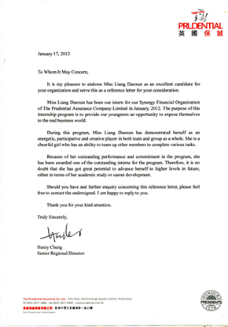 PRUDENTIAL
英國保誠
January 17, 2012
To Whom It May Concern,
It is my pleasure to endorse Miss Liang Danran as an excellent candidate for
your organization and serve this as a reference letter for your consideration.
Miss Liang Danran has been our intern for our Synergy Financial Organization
of The Prudential Assurance Company Limited in January, 2012. The purpose of this
internship program is to provide our youngsters an opportunity to expose themselves
to the real business world.
During this program, Miss Liang Danran has demonstrated herself as an
energetic, participative and creative player in both team and group as a whole. She is a
cheerful girl who has an ability to team up other members to complete various tasks.
Because of her outstanding performance and commitment in the program, she
has been awarded one of the outstanding interns for the program. Therefore, it is no
doubt that she has got great potential to advance herself to higher levels in future,
either in terms of her academic study or career development.
Should you have and further enquiry concerning this reference letter, please feel
free to contact the undersigned. I am happy to reply to you.
Thank you for your kind attention.
Truly Sincerely,
Henry Cheng
Senior Regional Director
The Prudential Assurance Co. Ltd.
PRESIDENTS